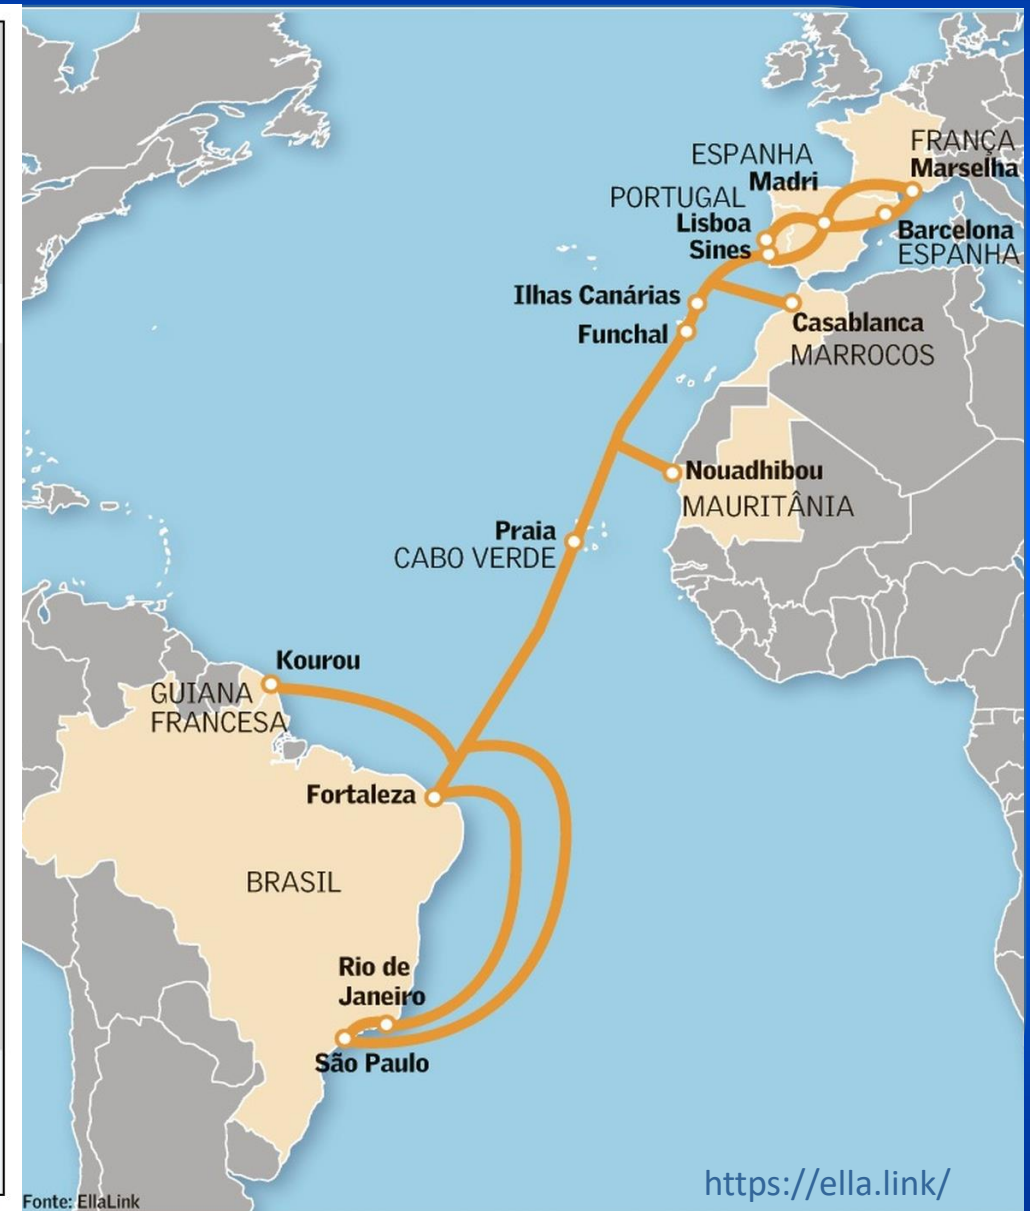 FRANÇA
Marselha
ESPANHA
Madri
PORTUGAL
Lisboa
Sines
Barcelona
ESPANHA
Ilhas Canárias
Funchal
Casablanca
MARROCOS
Nouadhibou
MAURITÂNIA
Praia
CABO VERDE
Kourou
GUIANA
FRANCESA
Fortaleza
BRASIL
Rio de
Janeiro
São Paulo
https://ella.link/
Fonte: EllaLink